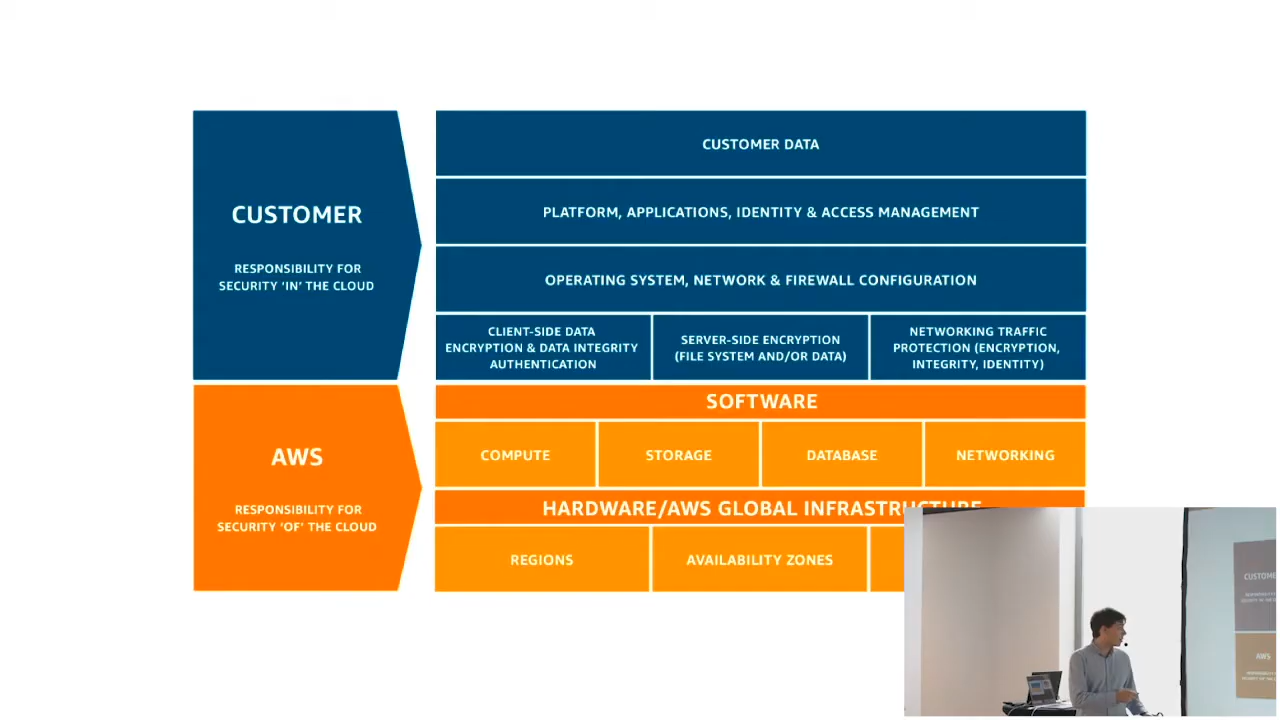 CUSTOMER
RESPONSIBILITY FOR
SECURITY ‘IN’ THE CLOUD
CUSTOMER DATA
PLATFORM, APPLICATIONS, IDENTITY & ACCESS MANAGEMENT
OPERATING SYSTEM, NETWORK & FIREWALL CONFIGURATION
CLIENT-SIDE DATA
ENCRYPTION & DATA INTEGRITY
AUTHENTICATION
SERVER-SIDE ENCRYPTION
(FILE SYSTEM AND/OR DATA)
NETWORKING TRAFFIC
PROTECTION (ENCRYPTION,
INTEGRITY, IDENTITY)
AWS
RESPONSIBILITY FOR
SECURITY ‘OF’ THE CLOUD
SOFTWARE
COMPUTE
STORAGE
DATABASE
NETWORKING
HARDWARE/AWS GLOBAL INFRASTRUCTURE
REGIONS
AVAILABILITY ZONES
CUSTOME
AWS